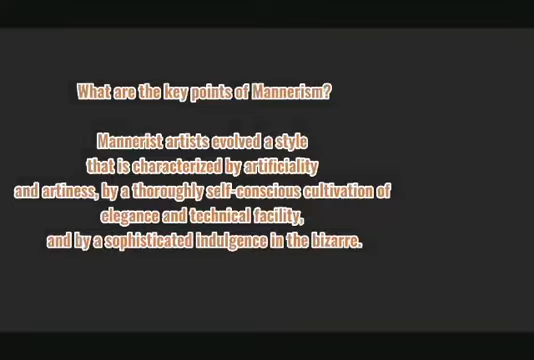 What are the key points of Mannerism?
Mannerist artists evolved a style
that is characterized by artificiality
and artiness, by a thoroughly self-conscious cultivation of
elegance and technical facility,
and by a sophisticated indulgence in the bizarre.